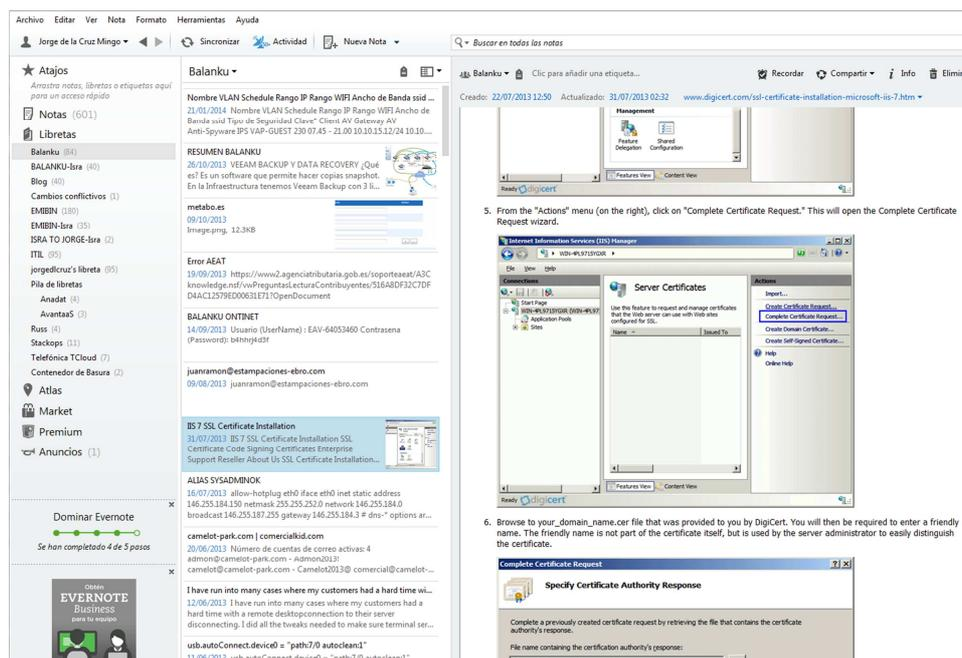 Archivo Editar Ver Nota Formato Herramientas Ayuda
Jorge de la Cruz Mingo
Sincronizar
Actividad
Nueva Nota
Buscar en todas las notas
Atajos
Arrastra notas, libretas o etiquetas aquí
para un acceso rápido
Notas (601)
Libretas
Balanku (84)
BALANKU-Isra (40)
Blog (40)
Cambios conflictivos (1)
EMIBIN (180)
EMIBIN-Isra (35)
ISRA TO JORGE-Isra (2)
ITIL (95)
jorgedlcruz's libreta (95)
Pila de libretas
Anadat (4)
AvantaaS (3)
Russ (4)
Stackops (11)
Telefónica TCloud (7)
Contenedor de Basura (2)
Atlas
Market
Premium
Anuncios (1)
Dominar Evernote
Se han completado 4 de 5 pasos
Obtén
EVERNOTE
Business
para tu equipo
Balanku
Nombre VLAN Schedule Rango IP Rango WIFI Ancho de Banda ssid ...
21/01/2014 Nombre VLAN Schedule Rango IP Rango WIFI Ancho de
Banda ssid Tipo de Seguridad Clave* Client AV Gateway AV
Anti-Spyware IPS VAP-GUEST 230 07.45 - 21.00 10.10.15.12/24 10.10....
RESUMEN BALANKU
26/10/2013 VEEAM BACKUP Y DATA RECOVERY ¿Qué
es? Es un software que permite hacer copias snapshot.
En la Infraestructura tenemos Veeam Backup con 3 li...
metabo.es
09/10/2013
Image.png, 12.3KB
Error AEAT
19/09/2013 https://www2.agenciatributaria.gob.es/soporteaeat/A3C
knowledge.nsf/vwPreguntasLecturaContribuyentes/516A8DF32C7DF
D4AC12579ED00631E71?OpenDocument
BALANKU ONTINET
14/09/2013 Usuario (UserName) : EAV-64053460 Contrasena
(Password): b4hhrj4d3f
juanramon@estampaciones-ebro.com
09/08/2013 juanramon@estampaciones-ebro.com
IIS 7 SSL Certificate Installation
31/07/2013 IIS 7 SSL Certificate Installation SSL
Certificate Code Signing Certificates Enterprise
Support Reseller About Us SSL Certificate Installation...
ALIAS SYSADMINOK
16/07/2013 allow-hotplug eth0 iface eth0 inet static address
146.255.184.150 netmask 255.255.252.0 network 146.255.184.0
broadcast 146.255.187.255 gateway 146.255.184.3 # dns-* options ar...
camelot-park.com | comercialkid.com
20/06/2013 Número de cuentas de correo activas: 4
admon@camelot-park.com - Admon2013!
camelot@camelot-park.com - Camelot2013@ comercial@camelot-...
I have run into many cases where my customers had a hard time wi...
12/06/2013 I have run into many cases where my customers had a
hard time with a remote desktopconnection to their server
disconnecting. I did all the tweaks needed to make sure terminal ser...
usb.autoConnect.device0 = "path:7/0 autoclean:1"
11/06/2013 usb.autoConnect.device0 = "path:7/0 autoclean:1"
Balanku
Clic para añadir una etiqueta...
Recordar
Compartir
Info
Elimin
Creado: 22/07/2013 12:50 Actualizado: 31/07/2013 02:32 www.digicert.com/ssl-certificate-installation-microsoft-iis-7.htm
Management
Feature
Delegation
Shared
Configuration
Features View
Content View
Ready
digicert
5. From the "Actions" menu (on the right), click on "Complete Certificate Request." This will open the Complete Certificate
Request wizard.
Internet Information Services (IIS) Manager
WIN-4PL971SYGXR
File View Help
Connections
Start Page
WIN-4PL971SYGXR (WIN-4PL97
Application Pools
Sites
Server Certificates
Use this feature to request and manage certificates
that the Web server can use with Web sites
configured for SSL.
Name
Issued To
Features View
Content View
Actions
Import...
Create Certificate Request...
Complete Certificate Request...
Create Domain Certificate...
Create Self-Signed Certificate...
Help
Online Help
Ready
digicert
6. Browse to your_domain_name.cer file that was provided to you by DigiCert. You will then be required to enter a friendly
name. The friendly name is not part of the certificate itself, but is used by the server administrator to easily distinguish
the certificate.
Complete Certificate Request
Specify Certificate Authority Response
Complete a previously created certificate request by retrieving the file that contains the certificate
authority's response.
File name containing the certification authority's response: